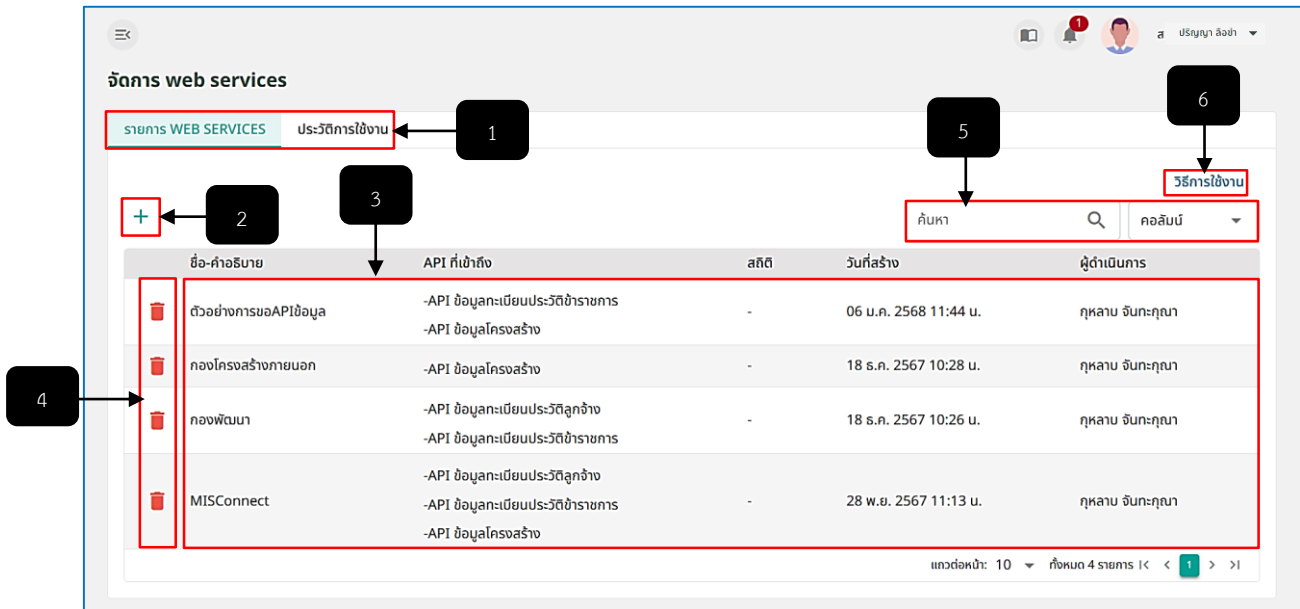 1
ส ปริญญา ลือขำ
จัดการ web services
6
รายการ WEB SERVICES ประวัติการใช้งาน
1
5
วิธีการใช้งาน
3
2
ค้นหา
คอลัมน์
ชื่อ-คำอธิบาย API ที่เข้าถึง สถิติ วันที่สร้าง ผู้ดำเนินการ
ตัวอย่างการขอAPIข้อมูล -API ข้อมูลทะเบียนประวัติข้าราชการ - 06 ม.ค. 2568 11:44 น. กุหลาบ จันทะกุณา
-API ข้อมูลโครงสร้าง
กองโครงสร้างภายนอก -API ข้อมูลโครงสร้าง - 18 ธ.ค. 2567 10:28 น. กุหลาบ จันทะกุณา
4
กองพัฒนา -API ข้อมูลทะเบียนประวัติลูกจ้าง - 18 ธ.ค. 2567 10:26 น. กุหลาบ จันทะกุณา
-API ข้อมูลทะเบียนประวัติข้าราชการ
-API ข้อมูลทะเบียนประวัติลูกจ้าง
MISConnect -API ข้อมูลทะเบียนประวัติข้าราชการ - 28 พ.ย. 2567 11:13 น. กุหลาบ จันทะกุณา
-API ข้อมูลโครงสร้าง
แถวต่อหน้า: 10 ทั้งหมด 4 รายการ |< < 1 > >|